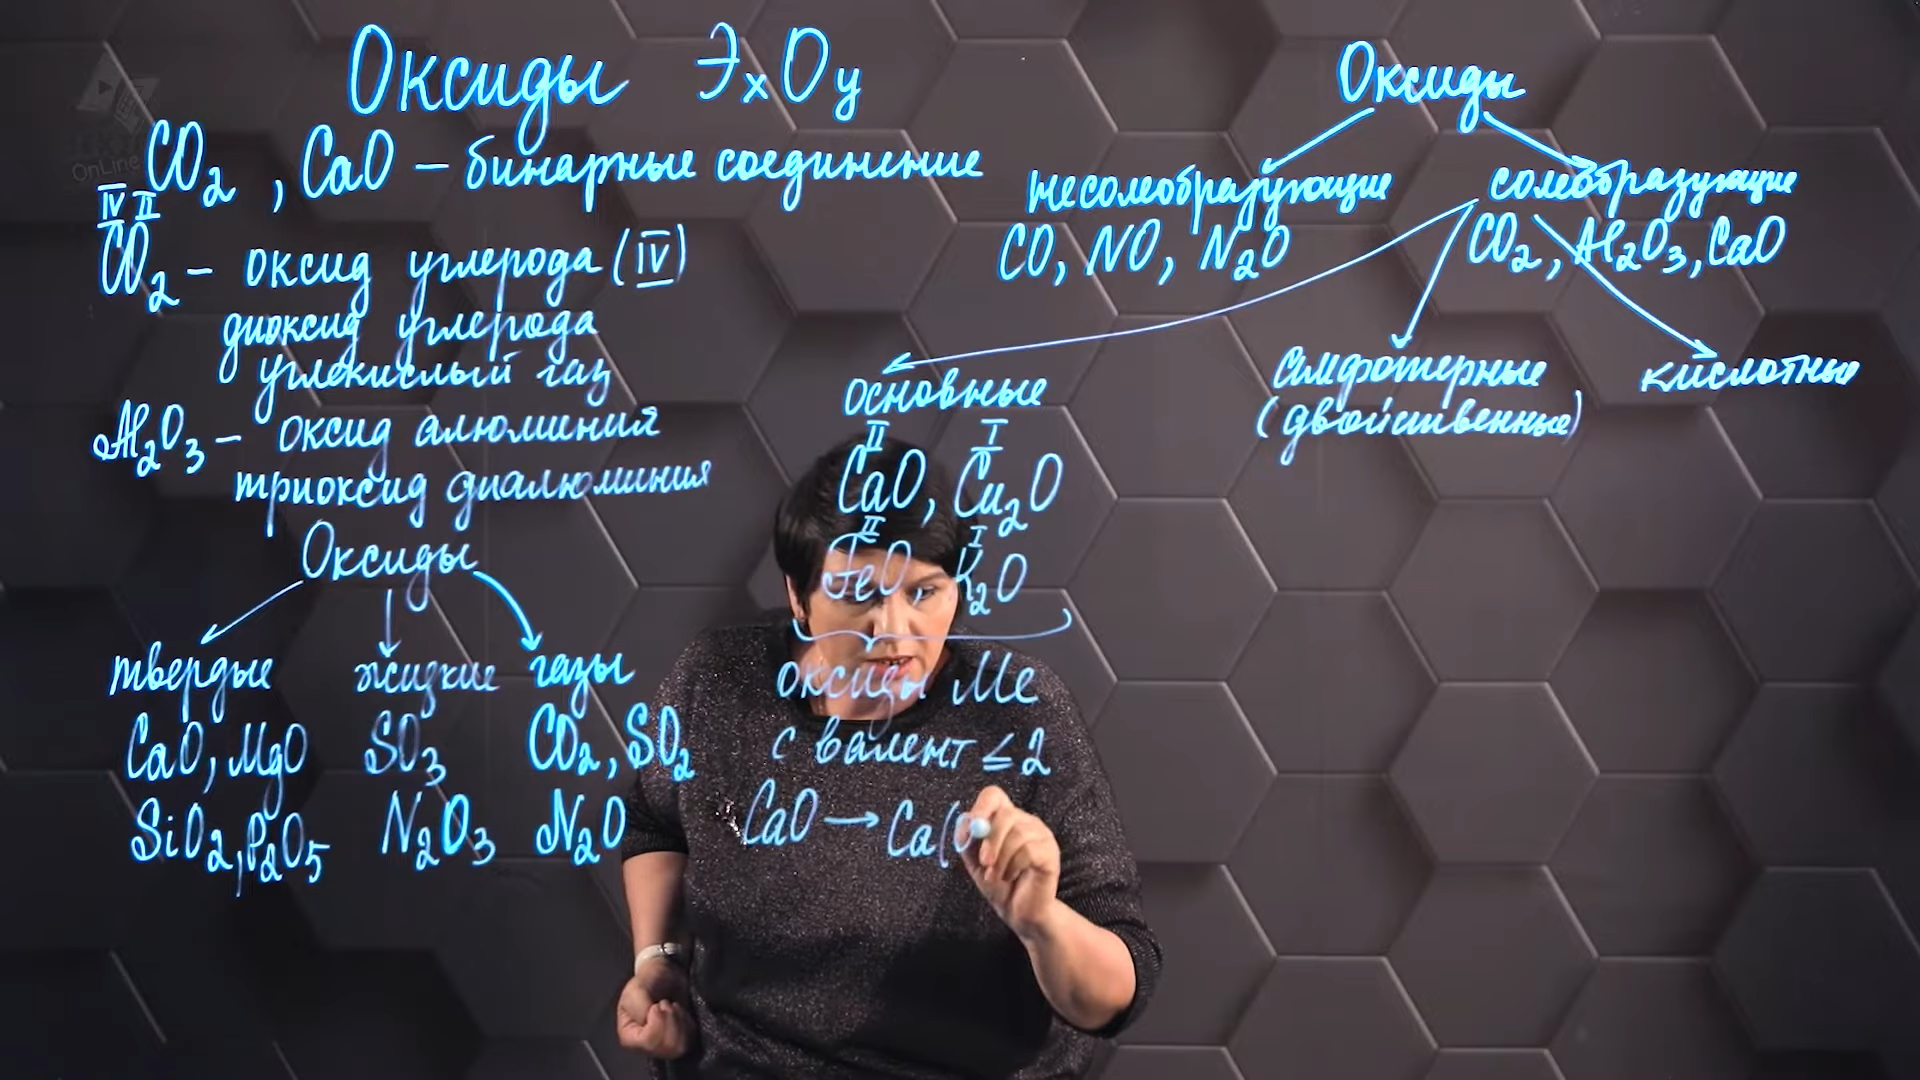 Оксиды ЭxOy
CO2, CaO – бинарные соединение
IV II
CO2 – оксид углерода (IV)
диоксид углерода
углекислый газ
Al2O3 – оксид алюминия
триоксид диалюминия
Оксиды
твердые жидкие газы
CaO, MgO SO3 CO2, SO2
SiO2, P2O5 N2O3 N2O
Оксиды
несолеобразующие солеобразующие
CO, NO, N2O CO2, Al2O3, CaO
основные амфотерные кислотные
(двойственные)
II I
CaO, Cu2O
II I
FeO, K2O
оксиды Me
с валент ≤ 2
CaO → Ca(O
OnLine